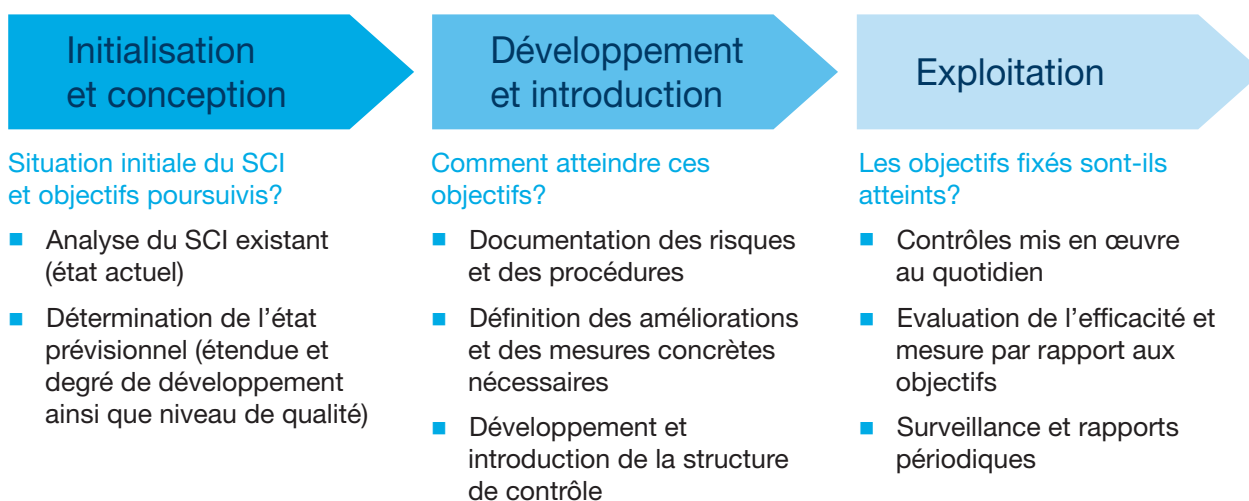 Initialisation
et conception
Situation initiale du SCI
et objectifs poursuivis?
■ Analyse du SCI existant
(état actuel)
■ Détermination de l’état
prévisionnel (étendue et
degré de développement
ainsi que niveau de qualité)
Développement
et introduction
Comment atteindre ces
objectifs?
■ Documentation des risques
et des procédures
■ Définition des améliorations
et des mesures concrètes
nécessaires
■ Développement et
introduction de la structure
de contrôle
Exploitation
Les objectifs fixés sont-ils
atteints?
■ Contrôles mis en œuvre
au quotidien
■ Evaluation de l’efficacité et
mesure par rapport aux
objectifs
■ Surveillance et rapports
périodiques